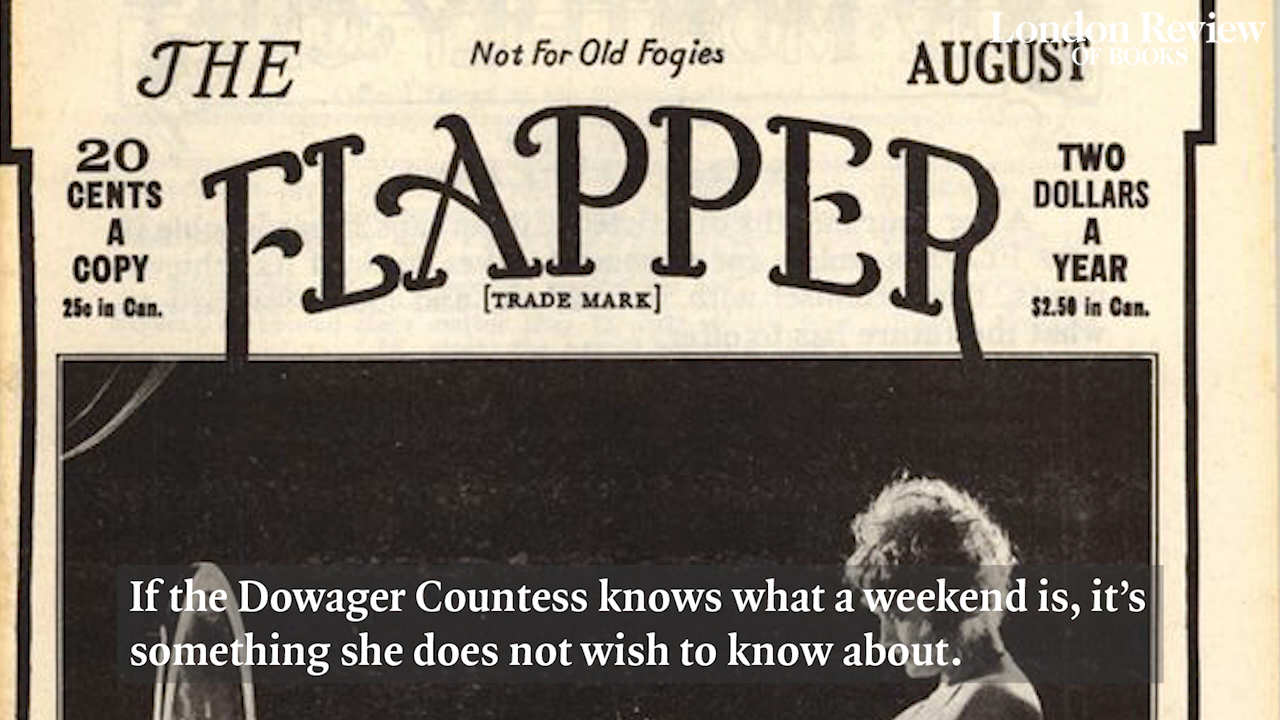 London Review
OF BOOKS
THE
Not For Old Fogies
AUGUST
FLAPPER
20
CENTS
A
COPY
25c in Can.
[TRADE MARK]
TWO
DOLLARS
A
YEAR
$2.50 in Can.
If the Dowager Countess knows what a weekend is, it’s
something she does not wish to know about.